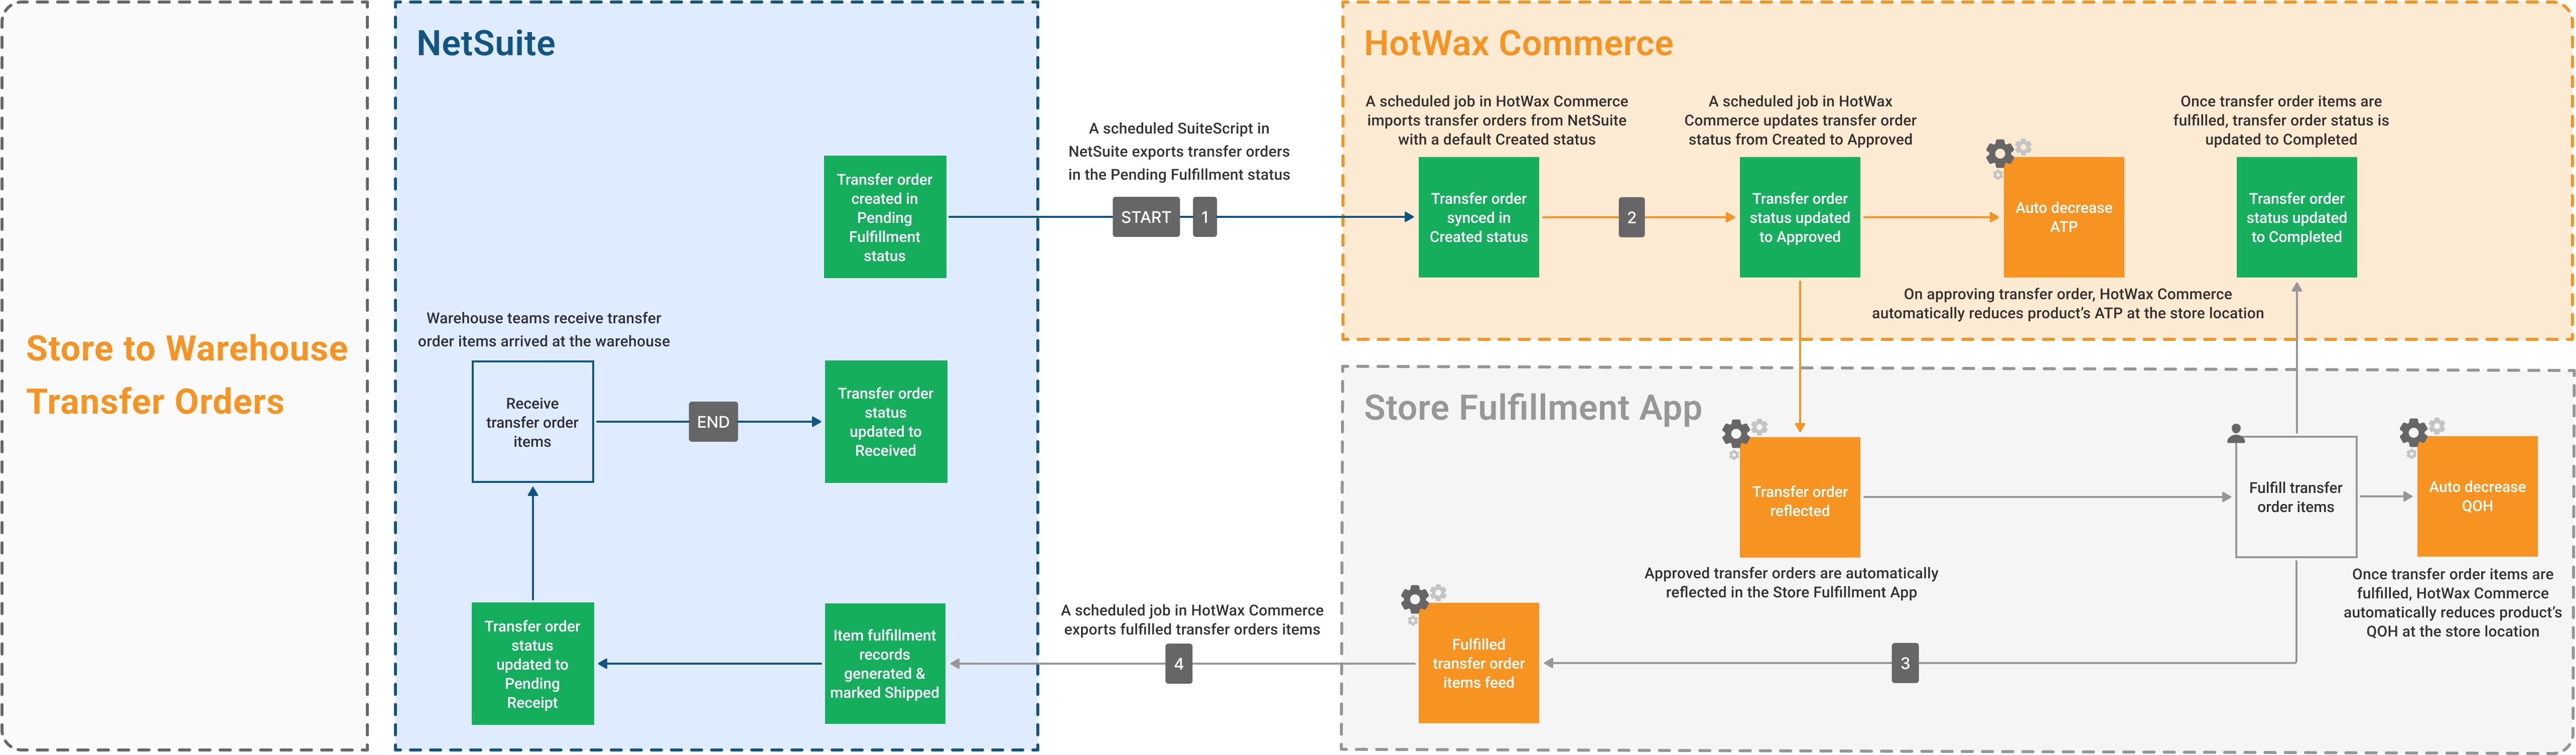 Store to Warehouse
Transfer Orders
NetSuite
Transfer order
created in
Pending
Fulfillment
status
A scheduled SuiteScript in
NetSuite exports transfer orders
in the Pending Fulfillment status
START
1
HotWax Commerce
A scheduled job in HotWax Commerce
imports transfer orders from NetSuite
with a default Created status
Transfer order
synced in
Created status
2
A scheduled job in HotWax
Commerce updates transfer order
status from Created to Approved
Transfer order
status updated
to Approved
Auto decrease
ATP
On approving transfer order, HotWax Commerce
automatically reduces product's ATP at the store location
Once transfer order items are
fulfilled, transfer order status is
updated to Completed
Transfer order
status updated
to Completed
Store Fulfillment App
Transfer order
reflected
Approved transfer orders are automatically
reflected in the Store Fulfillment App
Fulfill transfer
order items
Auto decrease
QOH
Once transfer order items are
fulfilled, HotWax Commerce
automatically reduces product's
QOH at the store location
3
Fulfilled
transfer order
items feed
A scheduled job in HotWax Commerce
exports fulfilled transfer orders items
4
Item fulfillment
records
generated &
marked Shipped
Transfer order
status
updated to
Pending
Receipt
Warehouse teams receive transfer
order items arrived at the warehouse
Receive
transfer order
items
END
Transfer order
status
updated to
Received